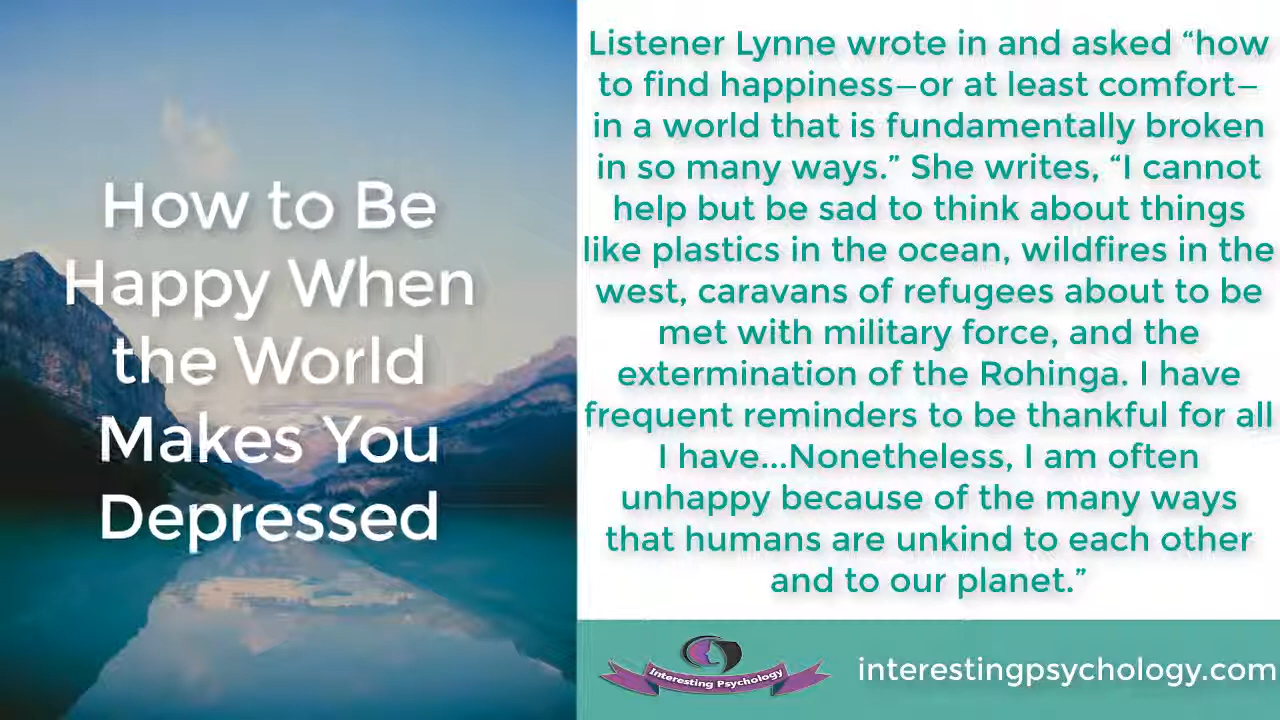 How to Be
Happy When
the World
Makes You
Depressed
Listener Lynne wrote in and asked “how
to find happiness—or at least comfort—
in a world that is fundamentally broken
in so many ways.” She writes, “I cannot
help but be sad to think about things
like plastics in the ocean, wildfires in the
west, caravans of refugees about to be
met with military force, and the
extermination of the Rohinga. I have
frequent reminders to be thankful for all
I have...Nonetheless, I am often
unhappy because of the many ways
that humans are unkind to each other
and to our planet.”
Interesting Psychology
interestingpsychology.com